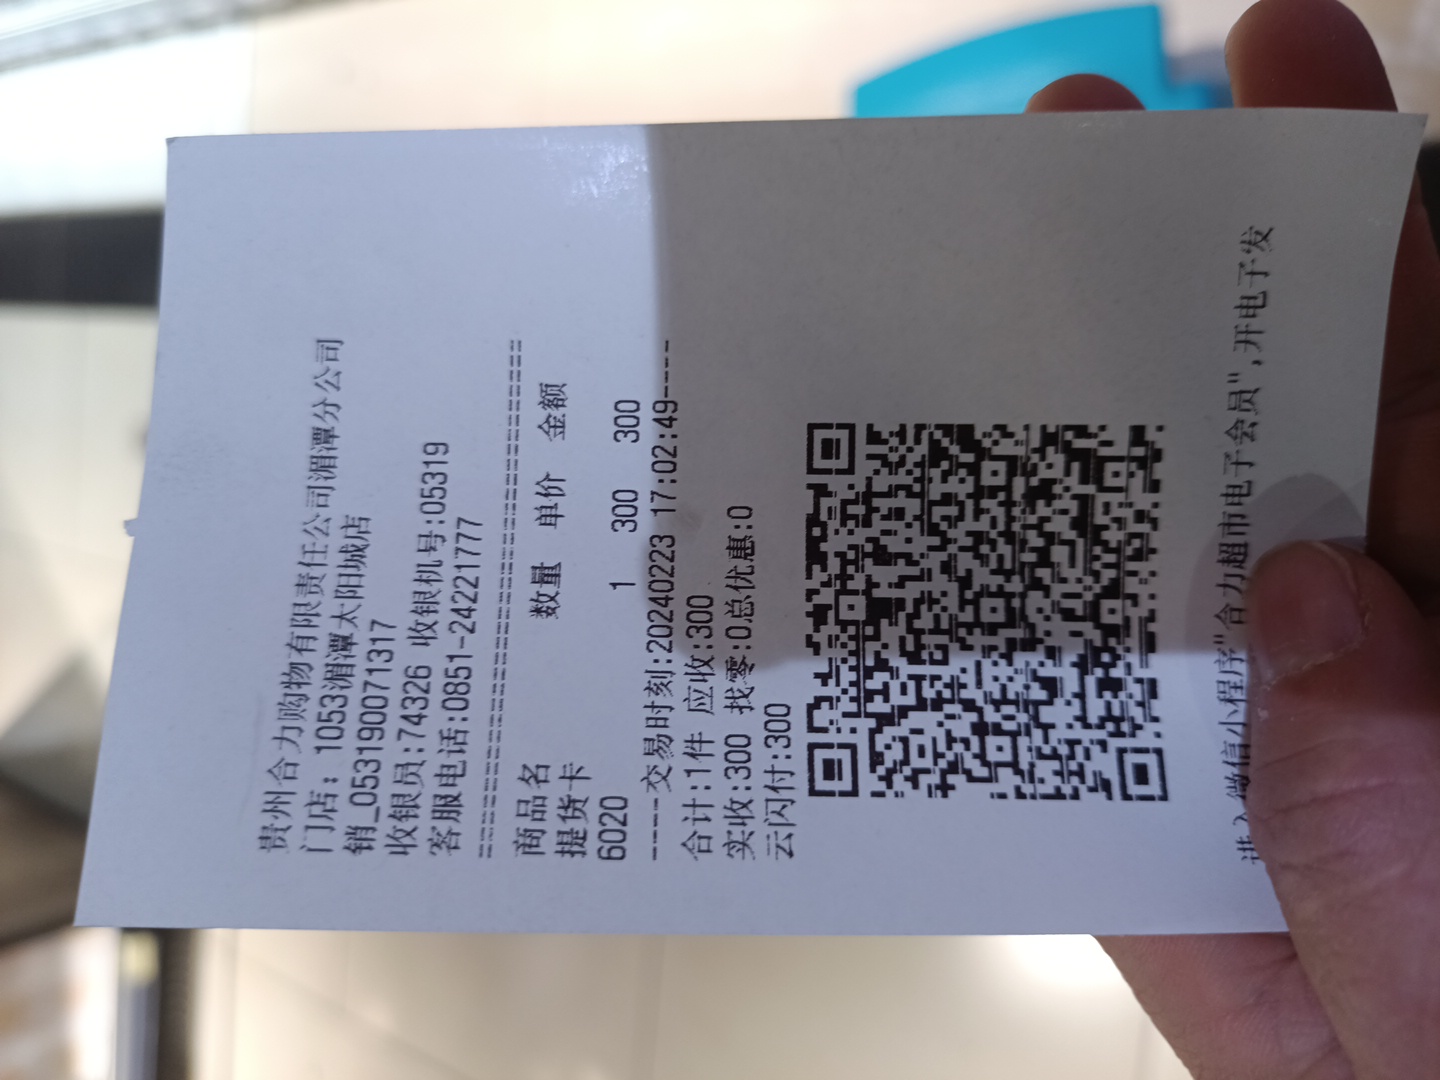 贵州合力购物有限责任公司湄潭分公司
门店: 1053湄潭太阳城店
销_053190071317
收银员:74326 收银机号:05319
客服电话:0851-24221777
商品名 数量 单价 金额
提货卡
6020 1 300 300
----交易时刻:20240223 17:02:49----
合计:1件 应收:300
实收:300 找零:0总优惠:0
云闪付:300
进入微信小程序"合力超市电子会员",开电子发